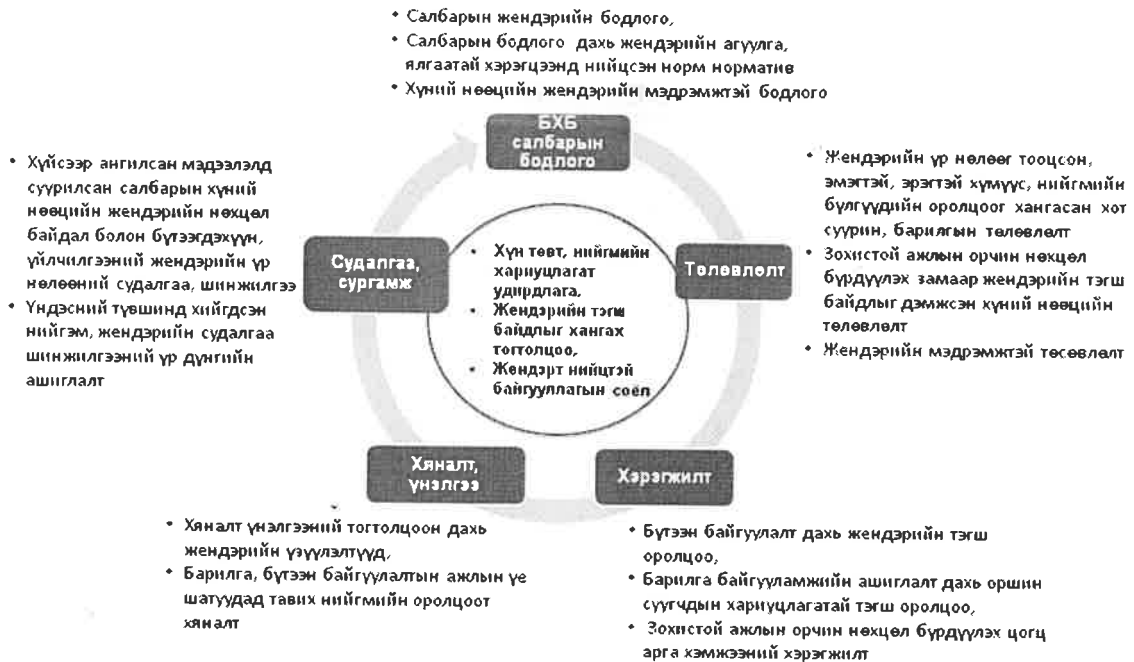 • Салбарын жендэрийн бодлого,
• Салбарын бодлого дахь жендэрийн агуулга,
ялгаатай хэрэгцээнд нийцсэн норм норматив
• Хүний нөөцийн жендэрийн мэдрэмжтэй бодлого
БХБ
салбарын
бодлого
• Жендэрийн үр нөлөөг тооцсон,
эмэгтэй, эрэгтэй хүмүүс, нийгмийн
бүлгүүдийн оролцоог хангасан хот
суурин, барилгын төлөвлөлт
• Зохистой ажлын орчин нөхцөл
бүрдүүлэх замаар жендэрийн тэгш
байдлыг дэмжсэн хүний нөөцийн
төлөвлөлт
• Жендэрийн мэдрэмжтэй төсөвлөлт
Төлөвлөлт
• Хүйсээр ангилсан мэдээлэлд
суурилсан салбарын хүний
нөөцийн жендэрийн нөхцөл
байдал болон бүтээгдэхүүн,
үйлчилгээний жендэрийн үр
нөлөөний судалгаа, шинжилгээ
• Үндэсний түвшинд хийгдсэн
нийгэм, жендэрийн судалгаа
шинжилгээний үр дүнгийн
ашиглалт
Судалгаа,
сургамж
• Хүн төвт, нийгмийн
хариуцлагат
удирдлага,
• Жендэрийн тэгш
байдлыг хангах
тогтолцоо,
• Жендэрт нийцтэй
байгууллагын соёл
Хяналт,
үнэлгээ
Хэрэгжилт
• Хяналт үнэлгээний тогтолцоон дахь
жендэрийн үзүүлэлтүүд,
• Барилга, бүтээн байгуулалтын ажлын үе
шатуудад тавих нийгмийн оролцоот
хяналт
• Бүтээн байгуулалт дахь жендэрийн тэгш
оролцоо,
• Барилга байгууламжийн ашиглалт дахь оршин
суугчдын хариуцлагатай тэгш оролцоо,
• Зохистой ажлын орчин нөхцөл бүрдүүлэх цогц
арга хэмжээний хэрэгжилт